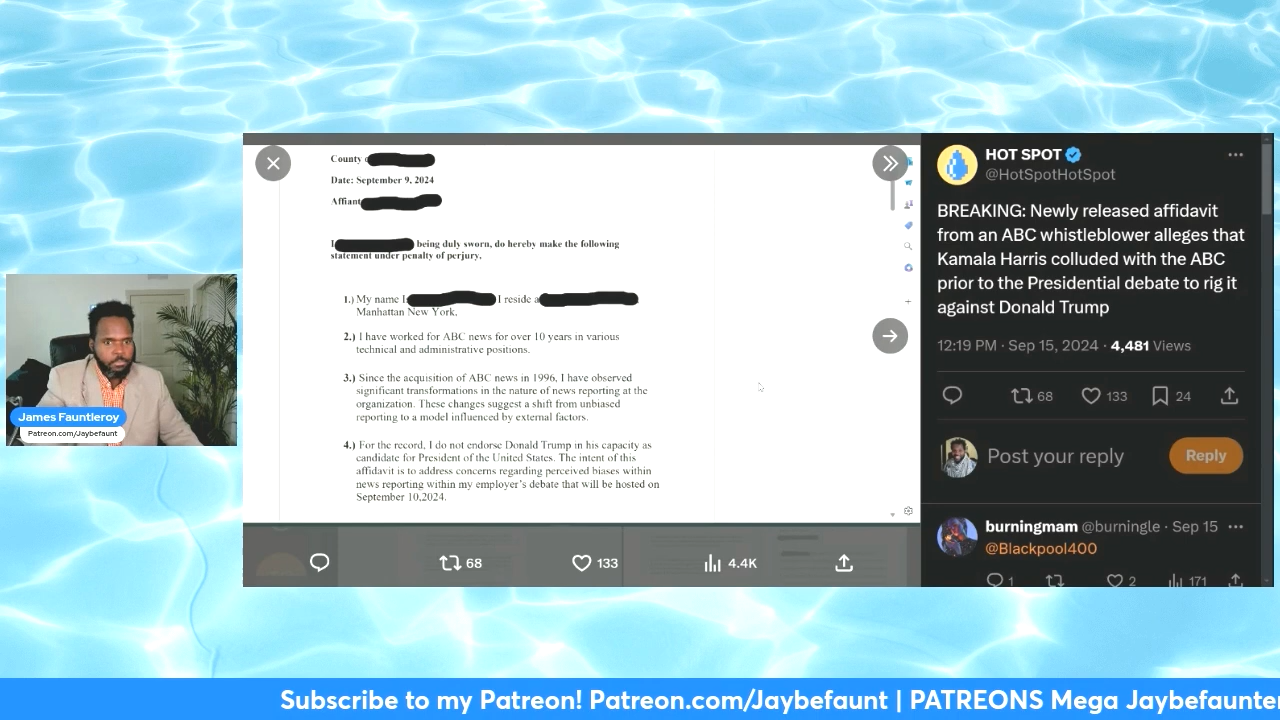 County
Date: September 9, 2024
Affiant
I being duly sworn, do hereby make the following
statement under penalty of perjury.
1.) My name I I reside a
Manhattan New York,
2.) I have worked for ABC news for over 10 years in various
technical and administrative positions.
3.) Since the acquisition of ABC news in 1996, I have observed
significant transformations in the nature of news reporting at the
organization. These changes suggest a shift from unbiased
reporting to a model influenced by external factors.
4.) For the record, I do not endorse Donald Trump in his capacity as
candidate for President of the United States. The intent of this
affidavit is to address concerns regarding perceived biases within
news reporting within my employer's debate that will be hosted on
September 10,2024.
68
133
4.4K
HOT SPOT
@HotSpotHotSpot
BREAKING: Newly released affidavit
from an ABC whistleblower alleges that
Kamala Harris colluded with the ABC
prior to the Presidential debate to rig it
against Donald Trump
12:19 PM · Sep 15, 2024 · 4,481 Views
68 133 24
Post your reply Reply
burningmam @burningle · Sep 15
@Blackpool400
1 2 171
James Fauntleroy
Patreon.com/Jaybefaunt
Subscribe to my Patreon! Patreon.com/Jaybefaunt | PATREONS Mega Jaybefaunte